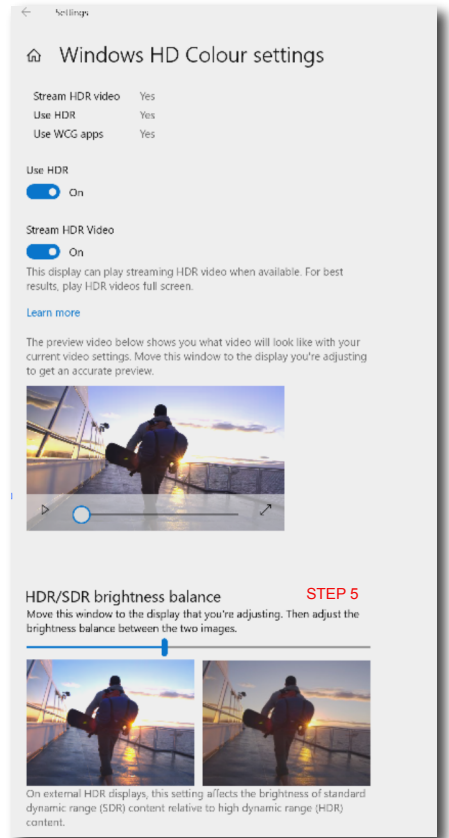 Settings
Windows HD Colour settings
Stream HDR video Yes
Use HDR Yes
Use WCG apps Yes
Use HDR
On
Stream HDR Video
On
This display can play streaming HDR video when available. For best
results, play HDR videos full screen.
Learn more
The preview video below shows you what video will look like with your
current video settings. Move this window to the display you're adjusting
to get an accurate preview.
HDR/SDR brightness balance STEP 5
Move this window to the display that you're adjusting. Then adjust the
brightness balance between the two images.
On external HDR displays, this setting affects the brightness of standard
dynamic range (SDR) content relative to high dynamic range (HDR)
content.